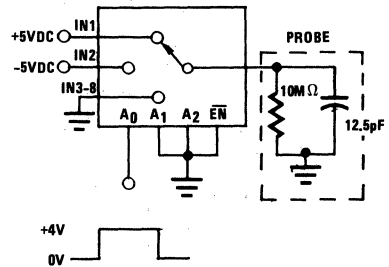 +5VDC IN1
-5VDC IN2
IN3-8
A0 A1 A2 EN
PROBE
10MΩ
12.5pF
+4V
0V